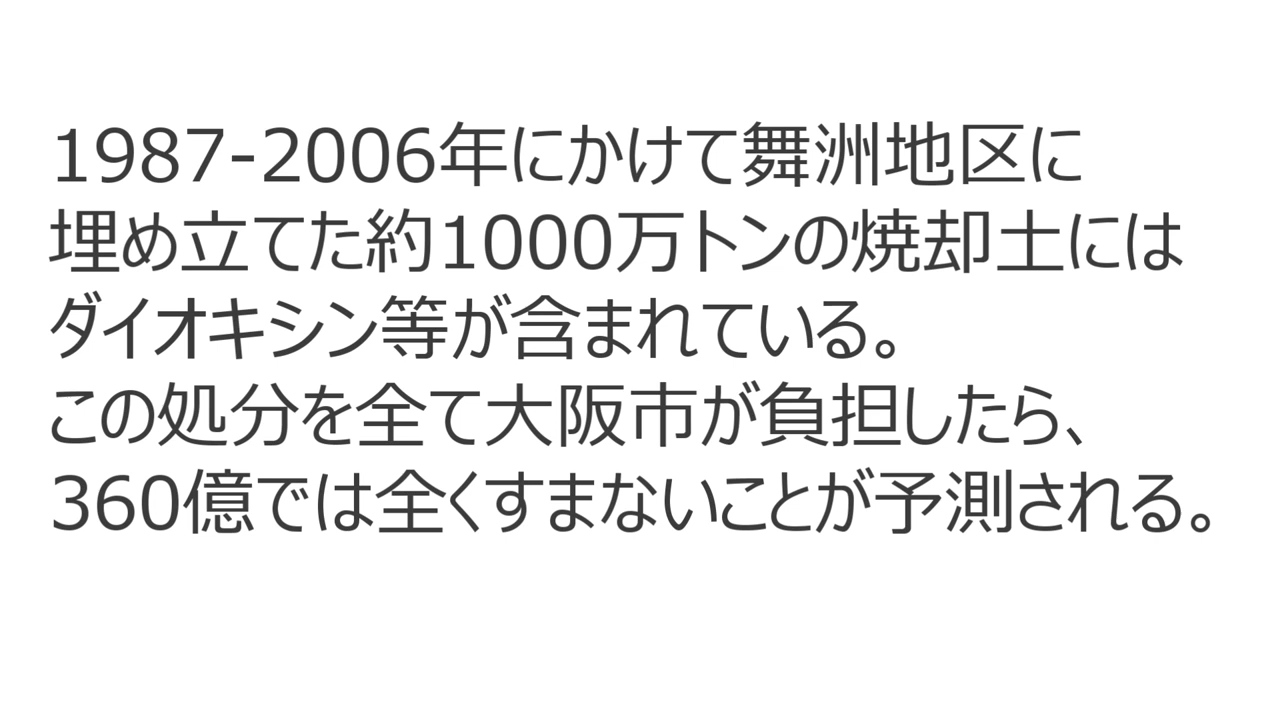 1987-2006年にかけて舞洲地区に
埋め立てた約1000万トンの焼却土には
ダイオキシン等が含まれている。
この処分を全て大阪市が負担したら、
360億では全くすまないことが予測される。